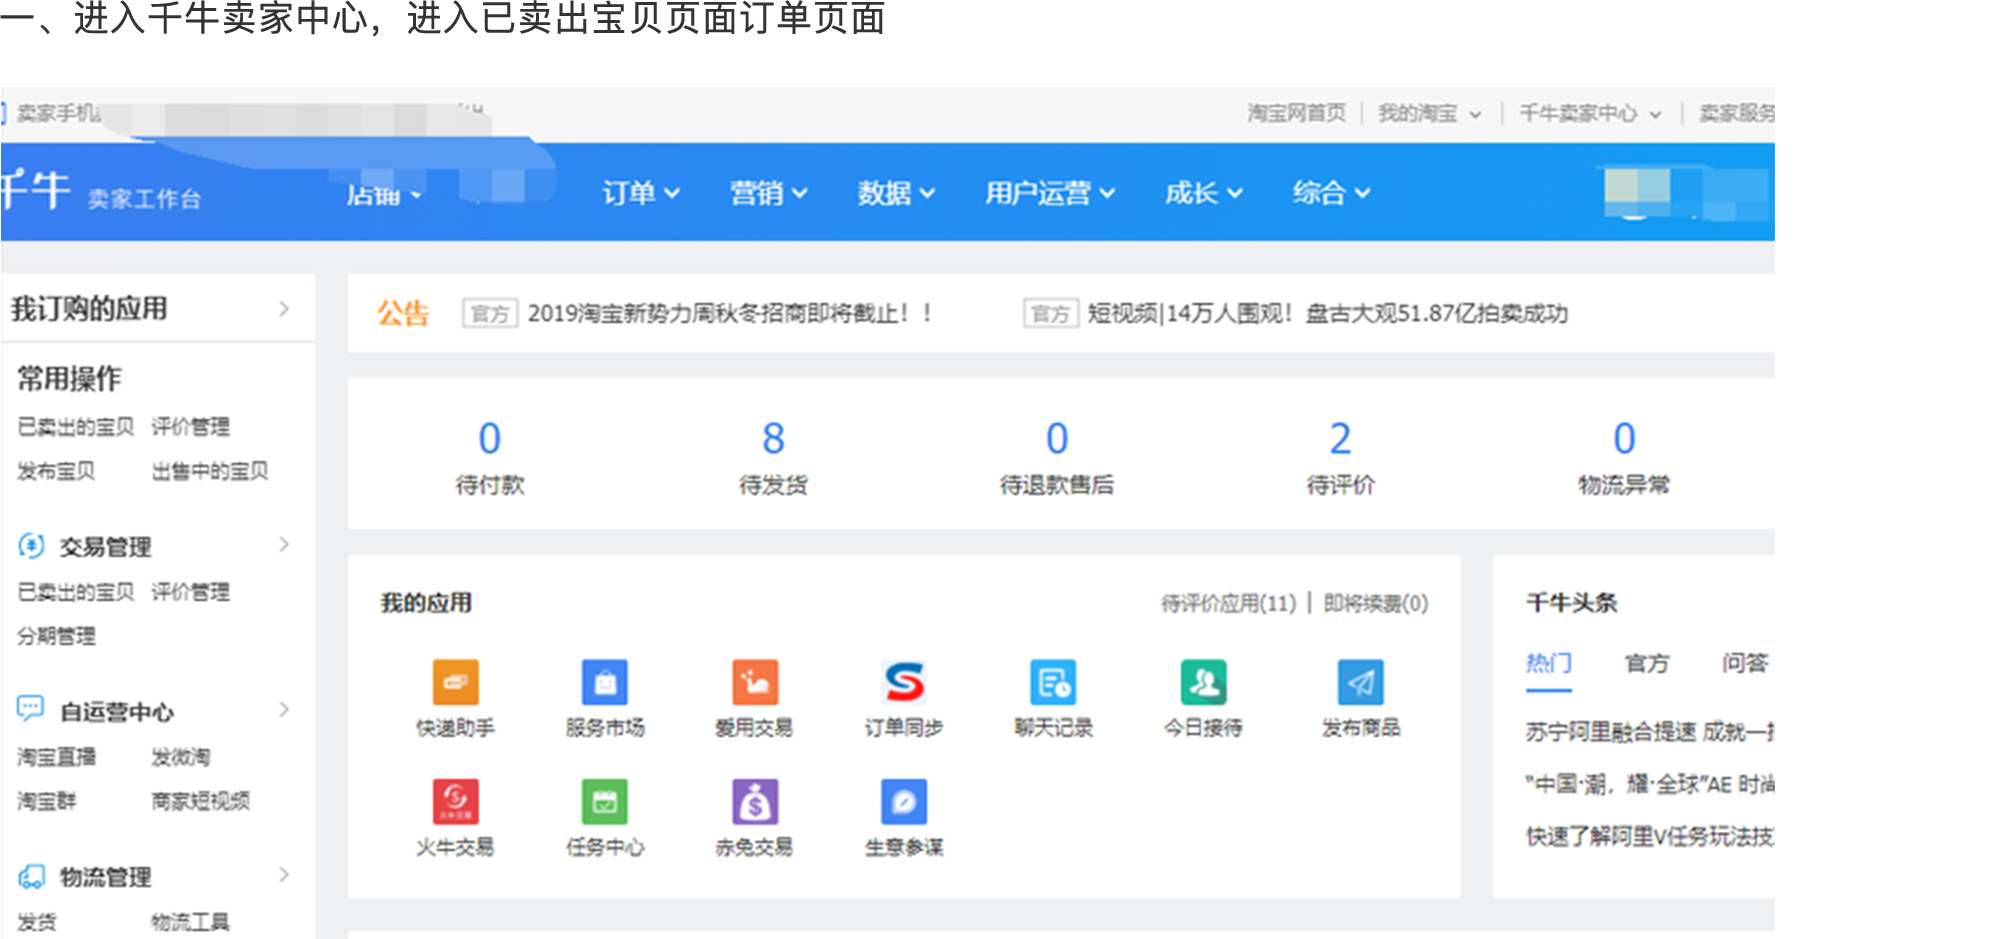 一、进入千牛卖家中心，进入已卖出宝贝页面订单页面
卖家手机 淘宝网首页 我的淘宝 千牛卖家中心 卖家服务
千牛 卖家工作台 店铺 订单 营销 数据 用户运营 成长 综合
我订购的应用
公告 官方 2019淘宝新势力周秋冬招商即将截止！！ 官方 短视频|14万人围观！盘古大观51.87亿拍卖成功
常用操作
已卖出的宝贝 评价管理
发布宝贝 出售中的宝贝
0 8 0 2 0
待付款 待发货 待退款售后 待评价 物流异常
交易管理
已卖出的宝贝 评价管理
分期管理
自运营中心
淘宝直播 发微淘
淘宝群 商家短视频
物流管理
发货 物流工具
我的应用 待评价应用(11) | 即将续费(0)
快递助手 服务市场 爱用交易 订单同步 聊天记录 今日接待 发布商品
火牛交易 任务中心 赤兔交易 生意参谋
千牛头条
热门 官方 问答
苏宁阿里融合提速 成就一
“中国·潮，耀·全球”AE 时尚
快速了解阿里V任务玩法技